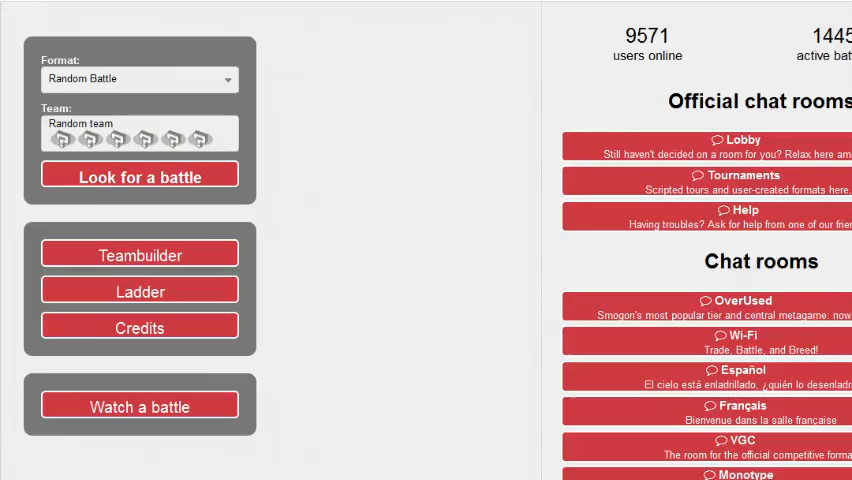 Format:
Random Battle
Team:
Random team
Look for a battle
Teambuilder
Ladder
Credits
Watch a battle
9571
users online
1445
active bat
Official chat rooms
Lobby
Still haven't decided on a room for you? Relax here am
Tournaments
Scripted tours and user-created formats here,
Help
Having troubles? Ask for help from one of our frie
Chat rooms
OverUsed
Smogon's most popular tier and central metagame: now
Wi-Fi
Trade, Battle, and Breed!
Español
El cielo está enladrillado, ¿quién lo desenladr
Français
Bienvenue dans la salle française
VGC
The room for the official competitive forma
Monotype